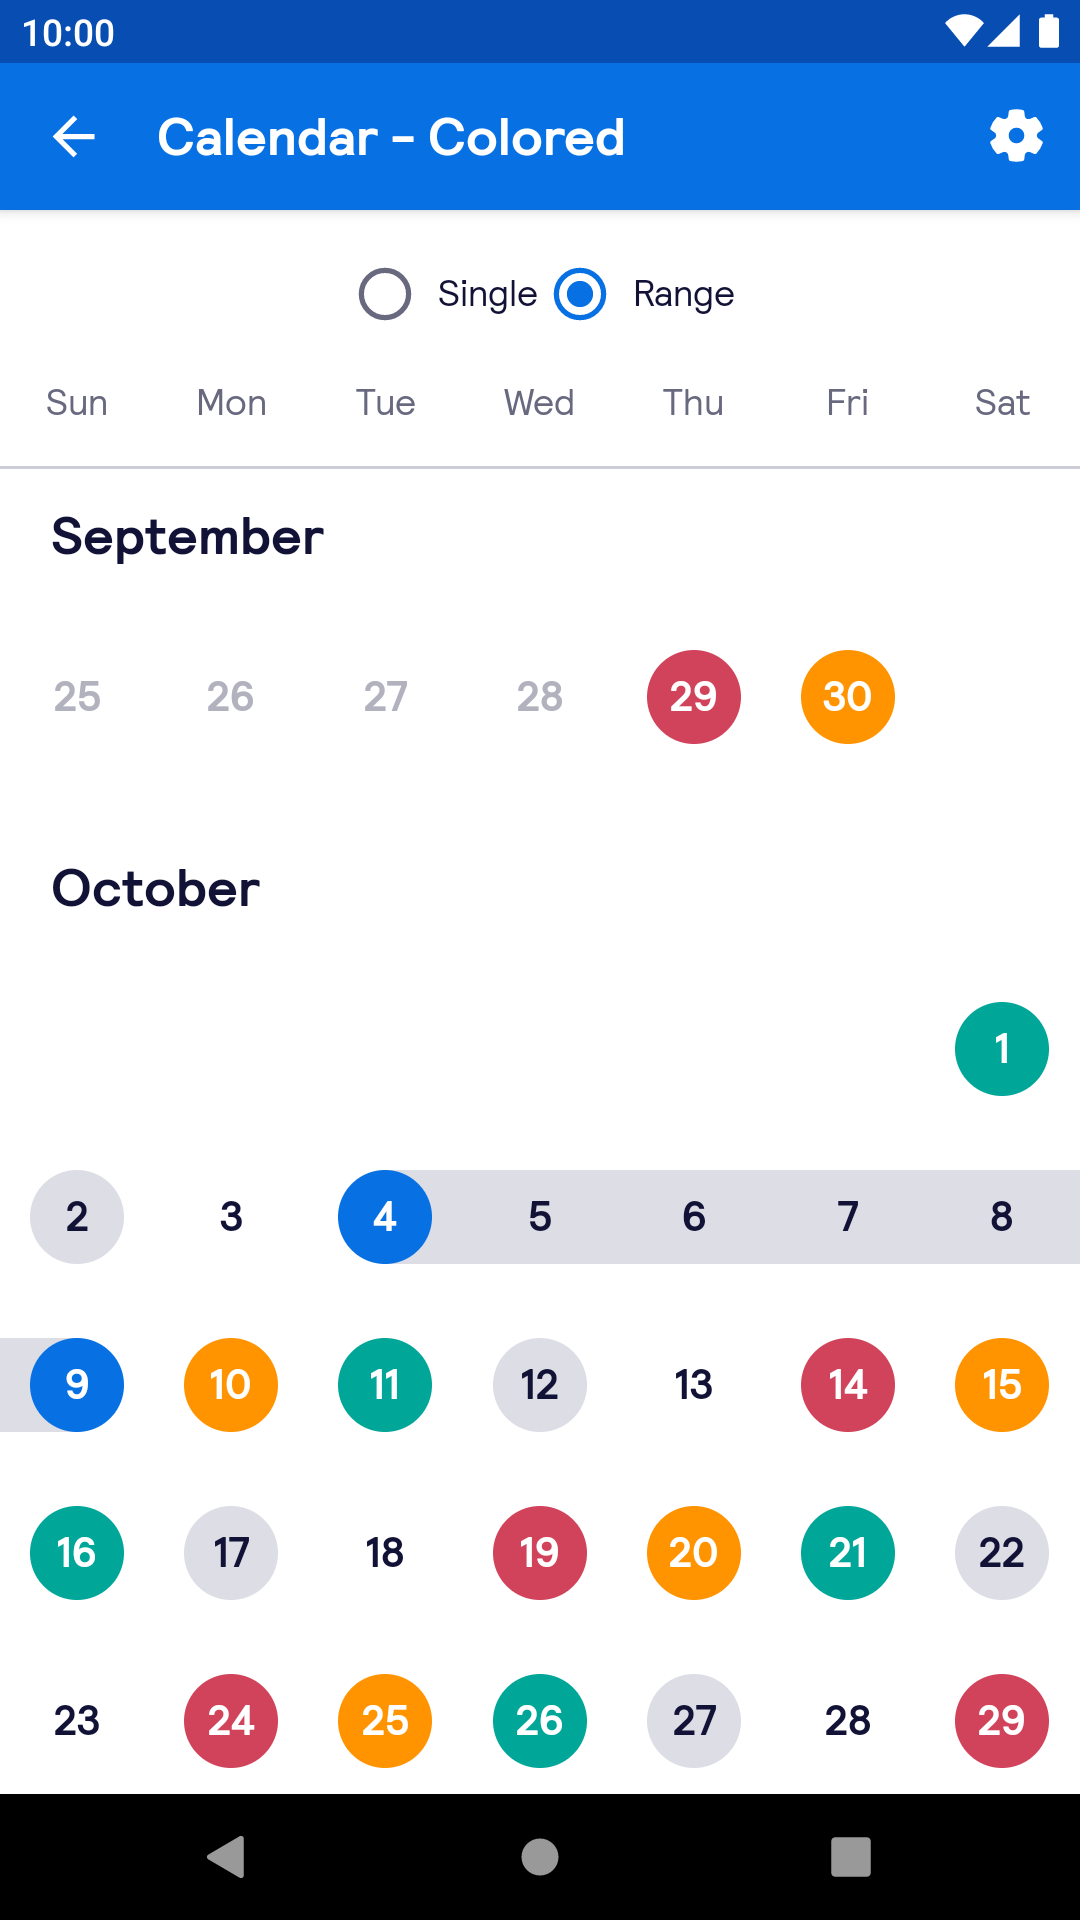 10:00
Calendar - Colored
Single Range
Sun Mon Tue Wed Thu Fri Sat
September
25 26 27 28 29 30
October
1
2 3 4 5 6 7 8
9 10 11 12 13 14 15
16 17 18 19 20 21 22
23 24 25 26 27 28 29